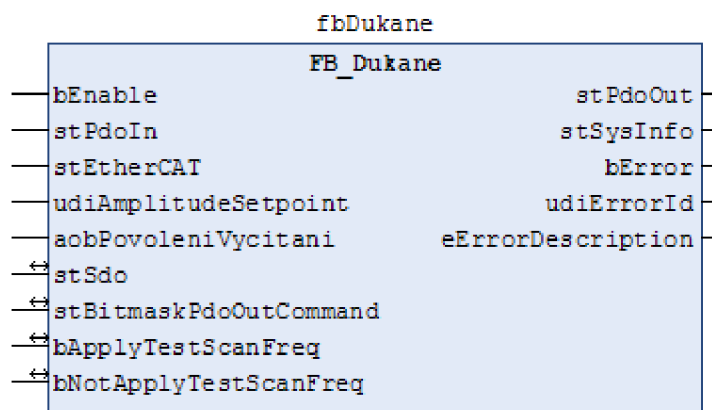 fbDukane
FB_Dukane
bEnable stPdoOut
stPdoIn stSysInfo
stEtherCAT bError
udiAmplitudeSetpoint udiErrorId
aobPovoleniVycitani eErrorDescription
stSdo
stBitmaskPdoOutCommand
bApplyTestScanFreq
bNotApplyTestScanFreq